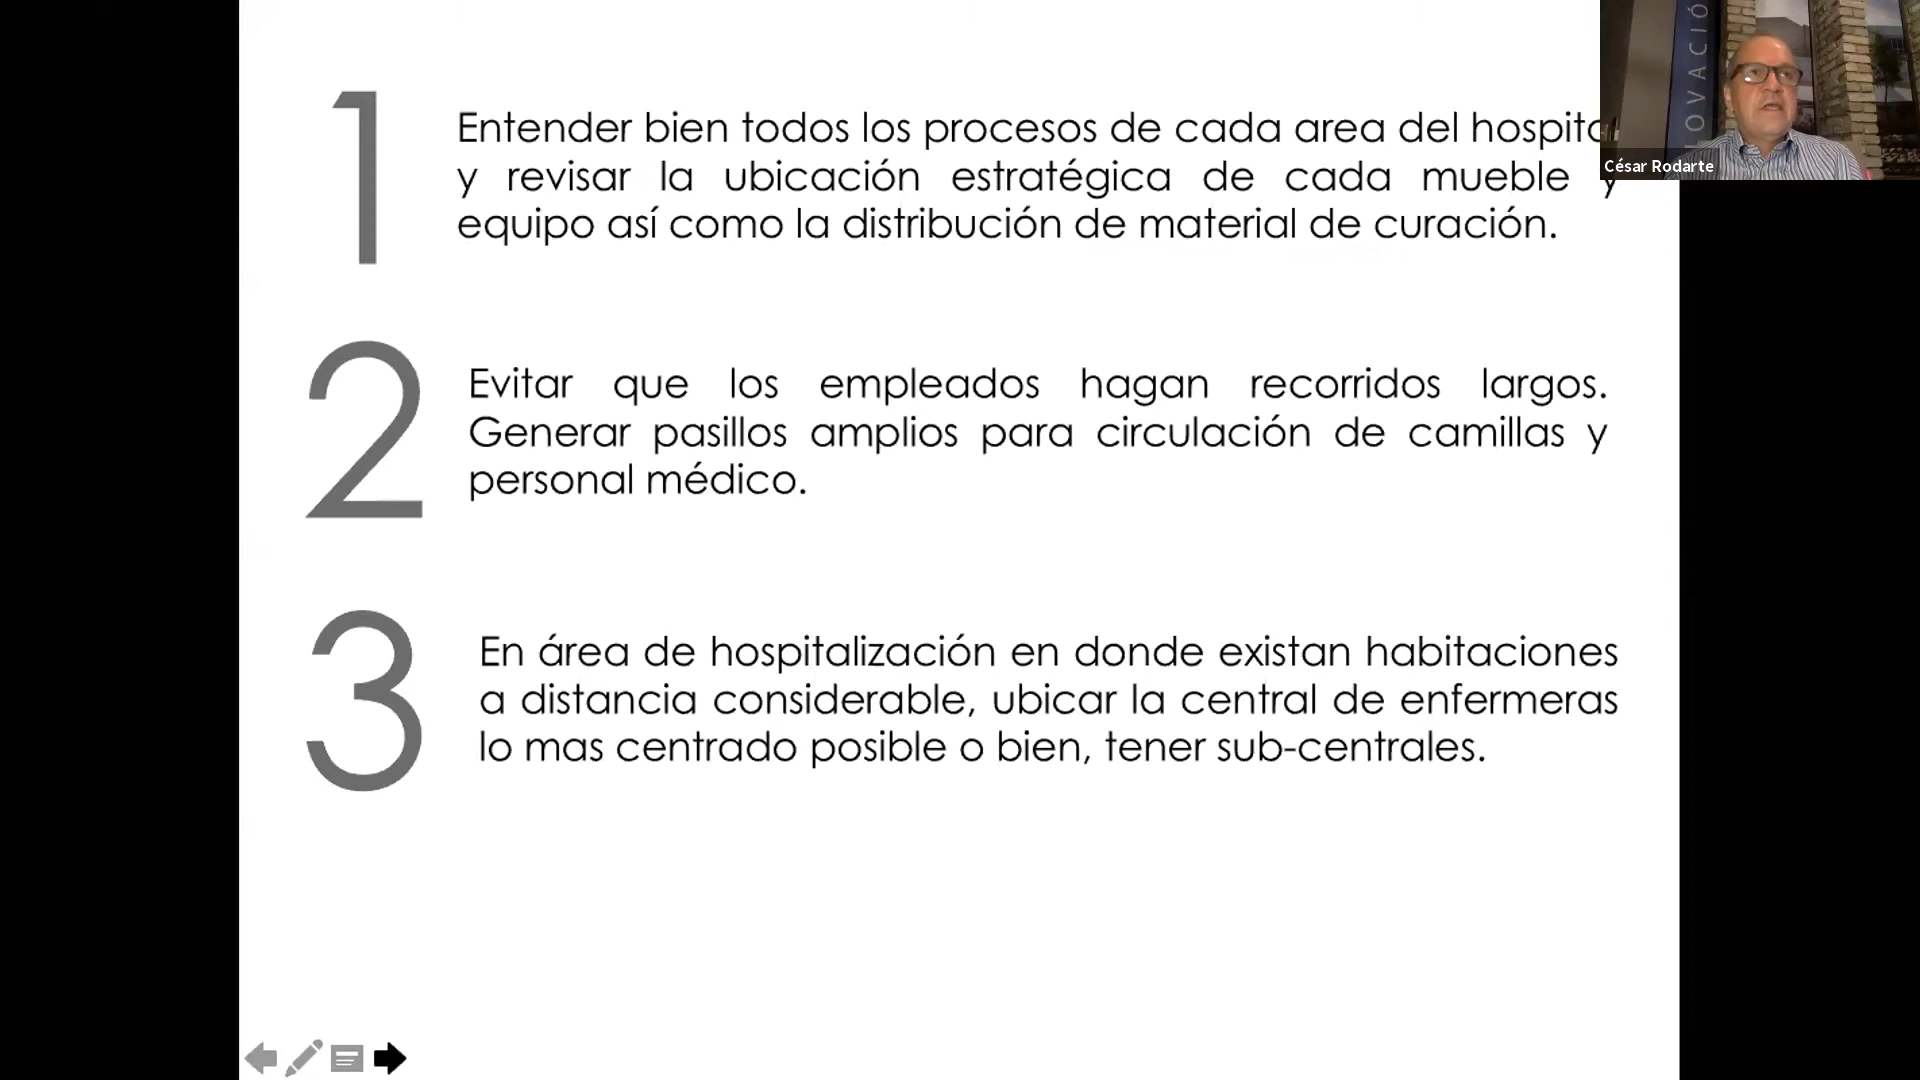 1
Entender bien todos los procesos de cada area del
y revisar la ubicación estratégica de cada mueble y
equipo así como la distribución de material de curación.
2
Evitar que los empleados hagan recorridos largos.
Generar pasillos amplios para circulación de camillas y
personal médico.
3
En área de hospitalización en donde existan habitaciones
a distancia considerable, ubicar la central de enfermeras
lo mas centrado posible o bien, tener sub-centrales.
César Rodarte